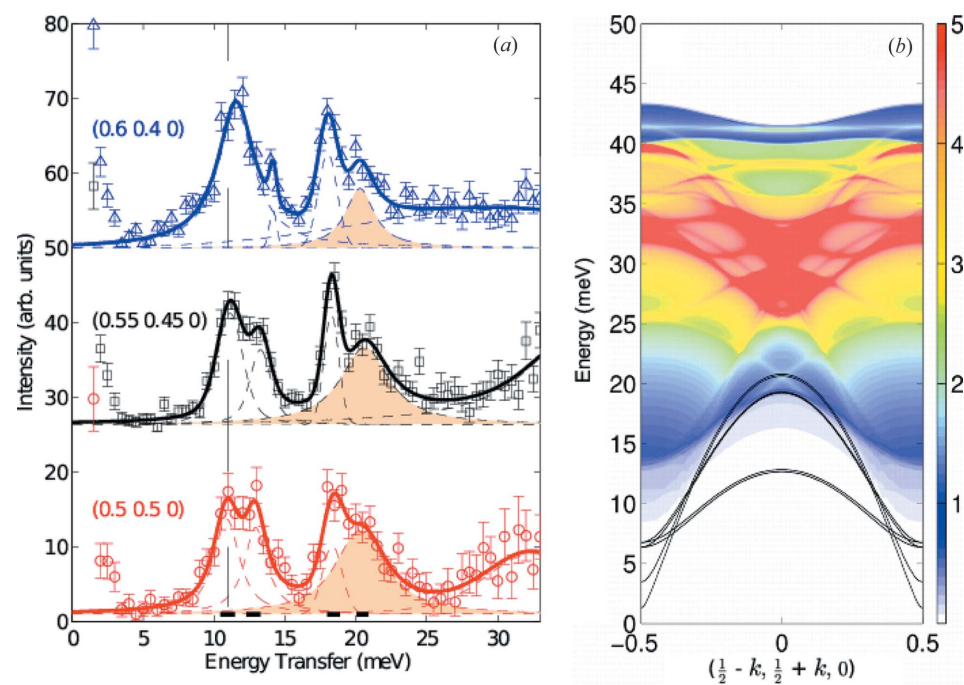 (a)
80
70
60
50
40
30
20
10
0
(0.6 0.4 0)
(0.55 0.45 0)
(0.5 0.5 0)
Intensity (arb. units)
0 5 10 15 20 25 30
Energy Transfer (meV)
(b)
50
45
40
35
30
25
20
15
10
5
0
Energy (meV)
-0.5 0 0.5
(1/2 - k, 1/2 + k, 0)
5
4
3
2
1
0